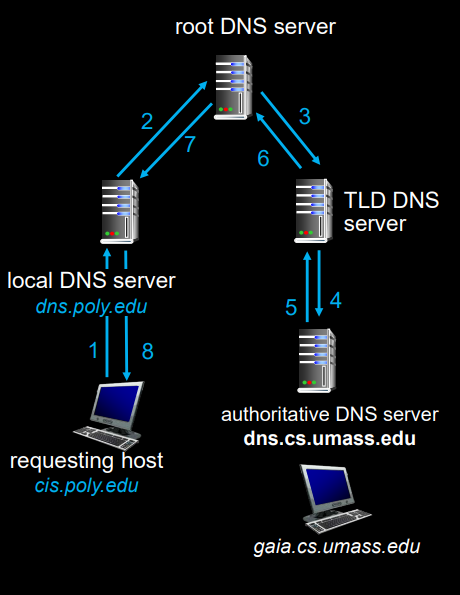 root DNS server
2
3
7
6
TLD DNS
server
local DNS server
dns.poly.edu
5
4
1
8
authoritative DNS server
dns.cs.umass.edu
requesting host
cis.poly.edu
gaia.cs.umass.edu